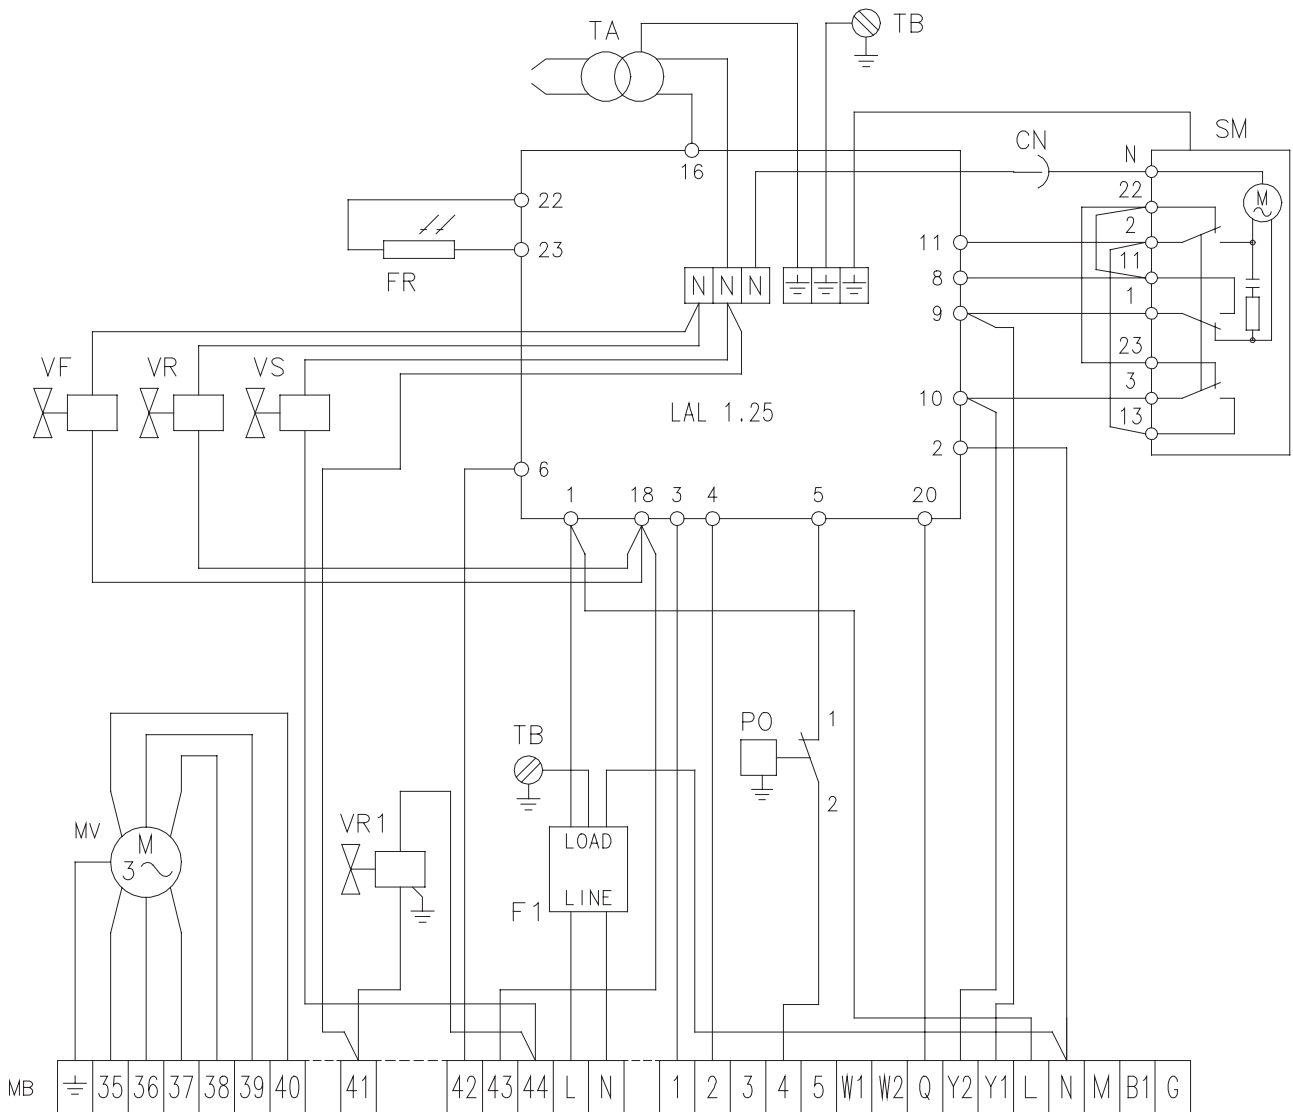 TA
TB
CN
SM
N
16
22
22
M
2
11
23
11
8
N N N
FR
1
9
VF VR VS
23
3
10
LAL 1.25
13
2
6
1 18 3 4 5 20
PO
1
TB
2
MV
M
3
VR1
LOAD
LINE
F1
MB 35 36 37 38 39 40 41 42 43 44 L N 1 2 3 4 5 W1 W2 Q Y2 Y1 L N M B1 G